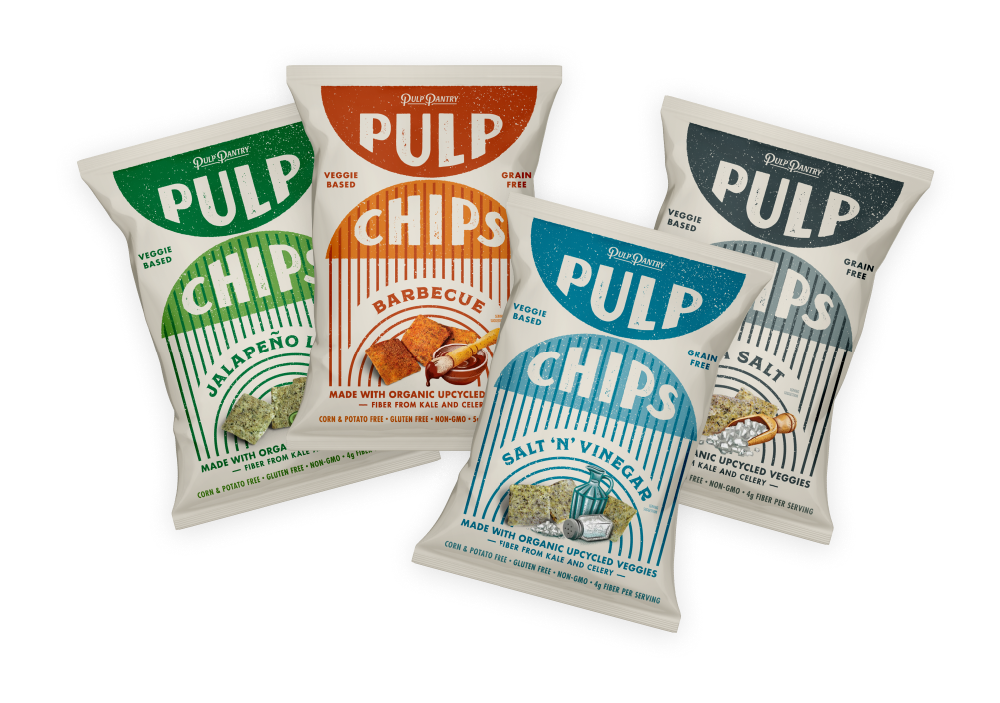 PULP PANTRY
PULP
VEGGIE
BASED
CHIPS
JALAPEÑO
MADE WITH
FIBER FROM KALE AND
CORN & POTATO FREE • GLUTEN FREE • NON-GMO • 4g FIBER
PULP PANTRY
PULP
VEGGIE
BASED
GRAIN
FREE
CHIPS
BARBECUE
MADE WITH ORGANIC UPCYCLED
— FIBER FROM KALE AND
CORN & POTATO FREE • GLUTEN FREE • NON-GMO •
PULP PANTRY
PULP
VEGGIE
BASED
GRAIN
FREE
CHIPS
SALT 'N' VINEGAR
MADE WITH ORGANIC UPCYCLED VEGGIES
— FIBER FROM KALE AND CELERY —
CORN & POTATO FREE • GLUTEN FREE • NON-GMO • 4g FIBER PER SERVING
PULP PANTRY
PULP
VEGGIE
BASED
GRAIN
FREE
SALT
UPCYCLED VEGGIES
KALE AND CELERY —
FREE • NON-GMO • 4g FIBER PER SERVING